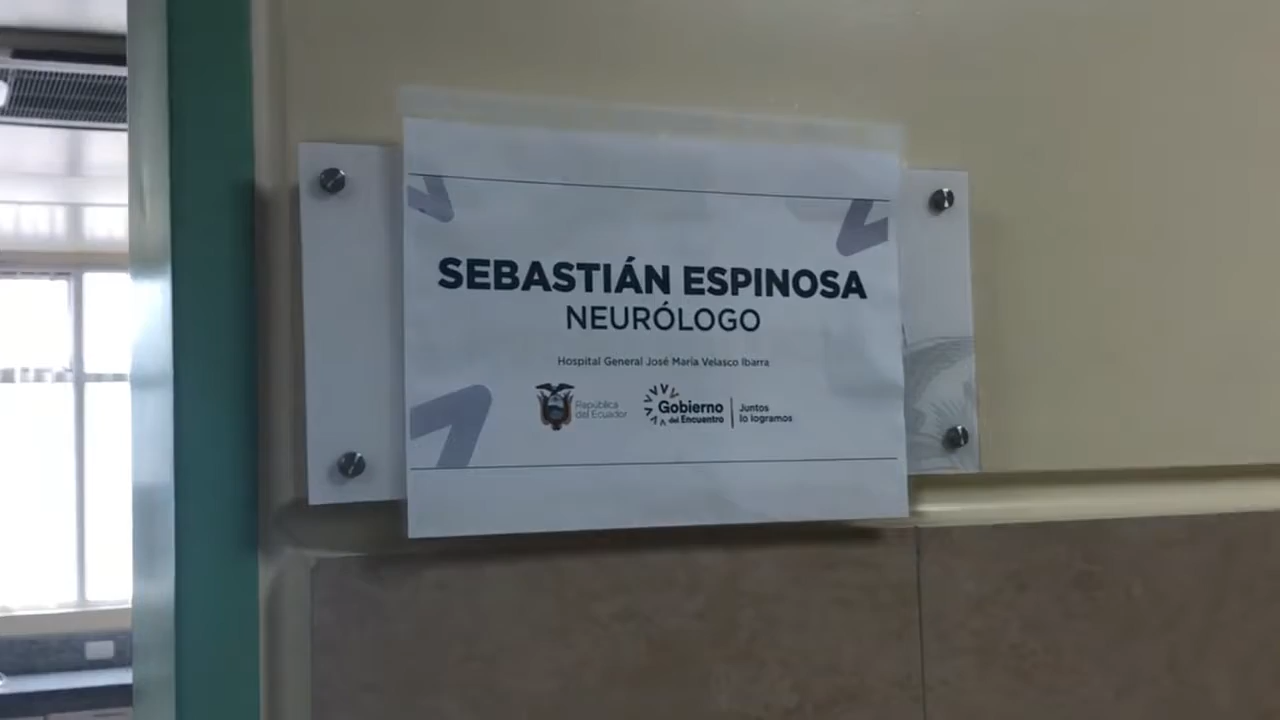 SEBASTIÁN ESPINOSA
NEURÓLOGO
Hospital General José María Velasco Ibarra
República
del Ecuador
Gobierno
del Encuentro
Juntos
lo logramos